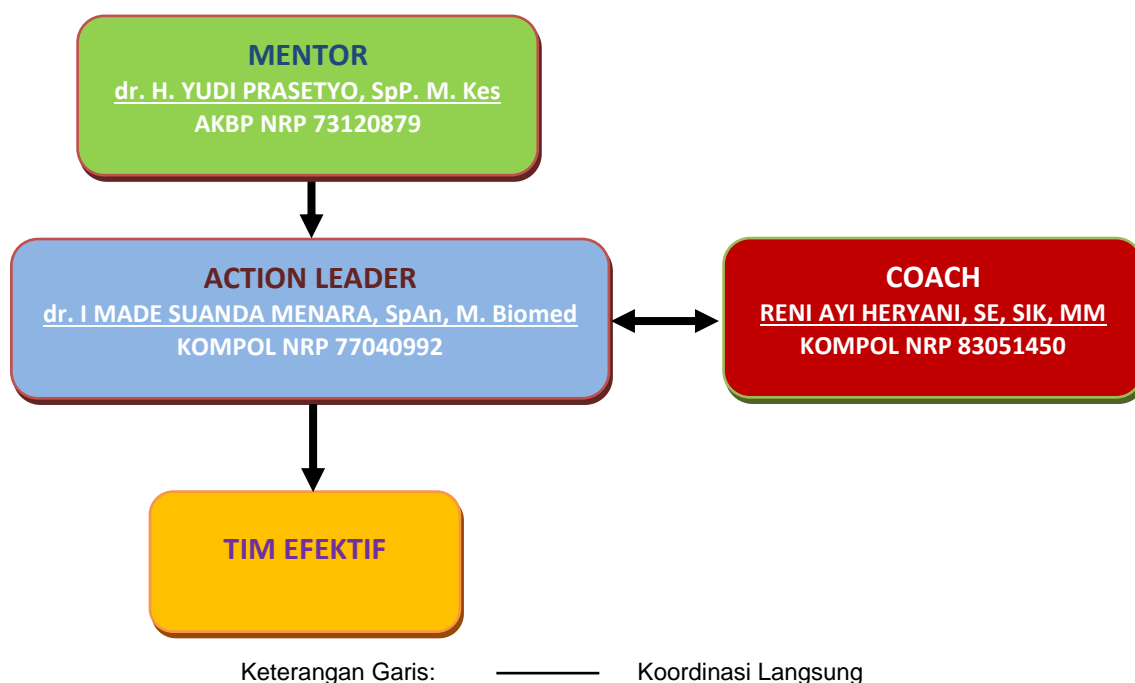 MENTOR
dr. H. YUDI PRASETYO, SpP. M. Kes
AKBP NRP 73120879
ACTION LEADER
dr. I MADE SUANDA MENARA, SpAn, M. Biomed
KOMPOL NRP 77040992
COACH
RENI AYI HERYANI, SE, SIK, MM
KOMPOL NRP 83051450
TIM EFEKTIF
Keterangan Garis: Koordinasi Langsung